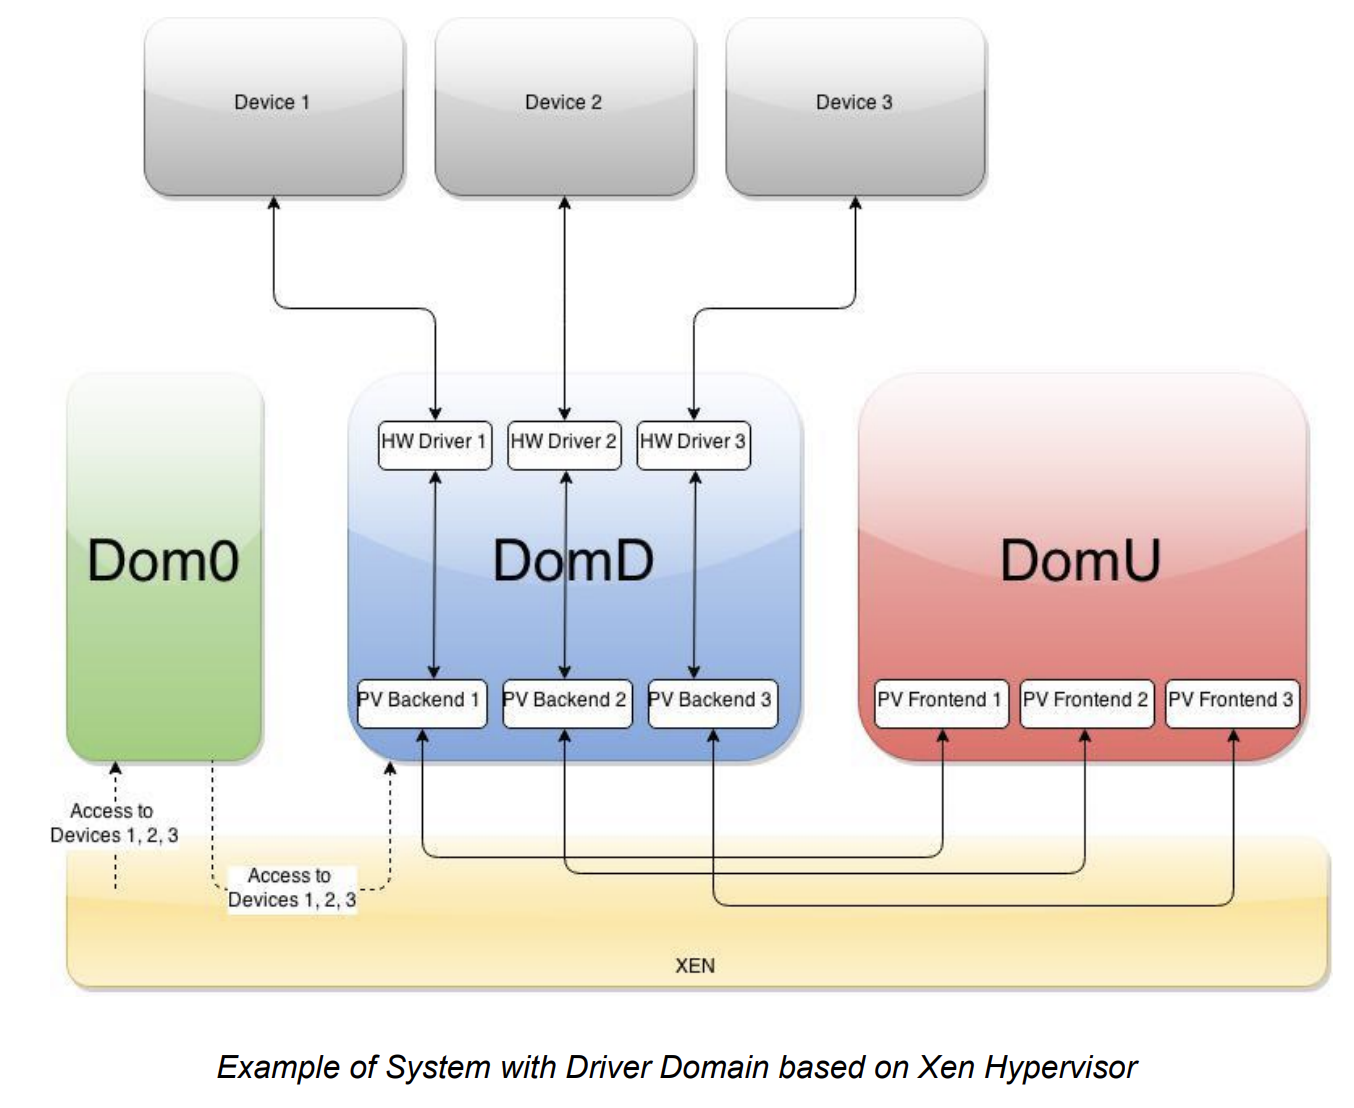 Device 1
Device 2
Device 3
HW Driver 1
HW Driver 2
HW Driver 3
Dom0
DomD
DomU
PV Backend 1
PV Backend 2
PV Backend 3
PV Frontend 1
PV Frontend 2
PV Frontend 3
Access to
Devices 1, 2, 3
Access to
Devices 1, 2, 3
XEN
Example of System with Driver Domain based on Xen Hypervisor